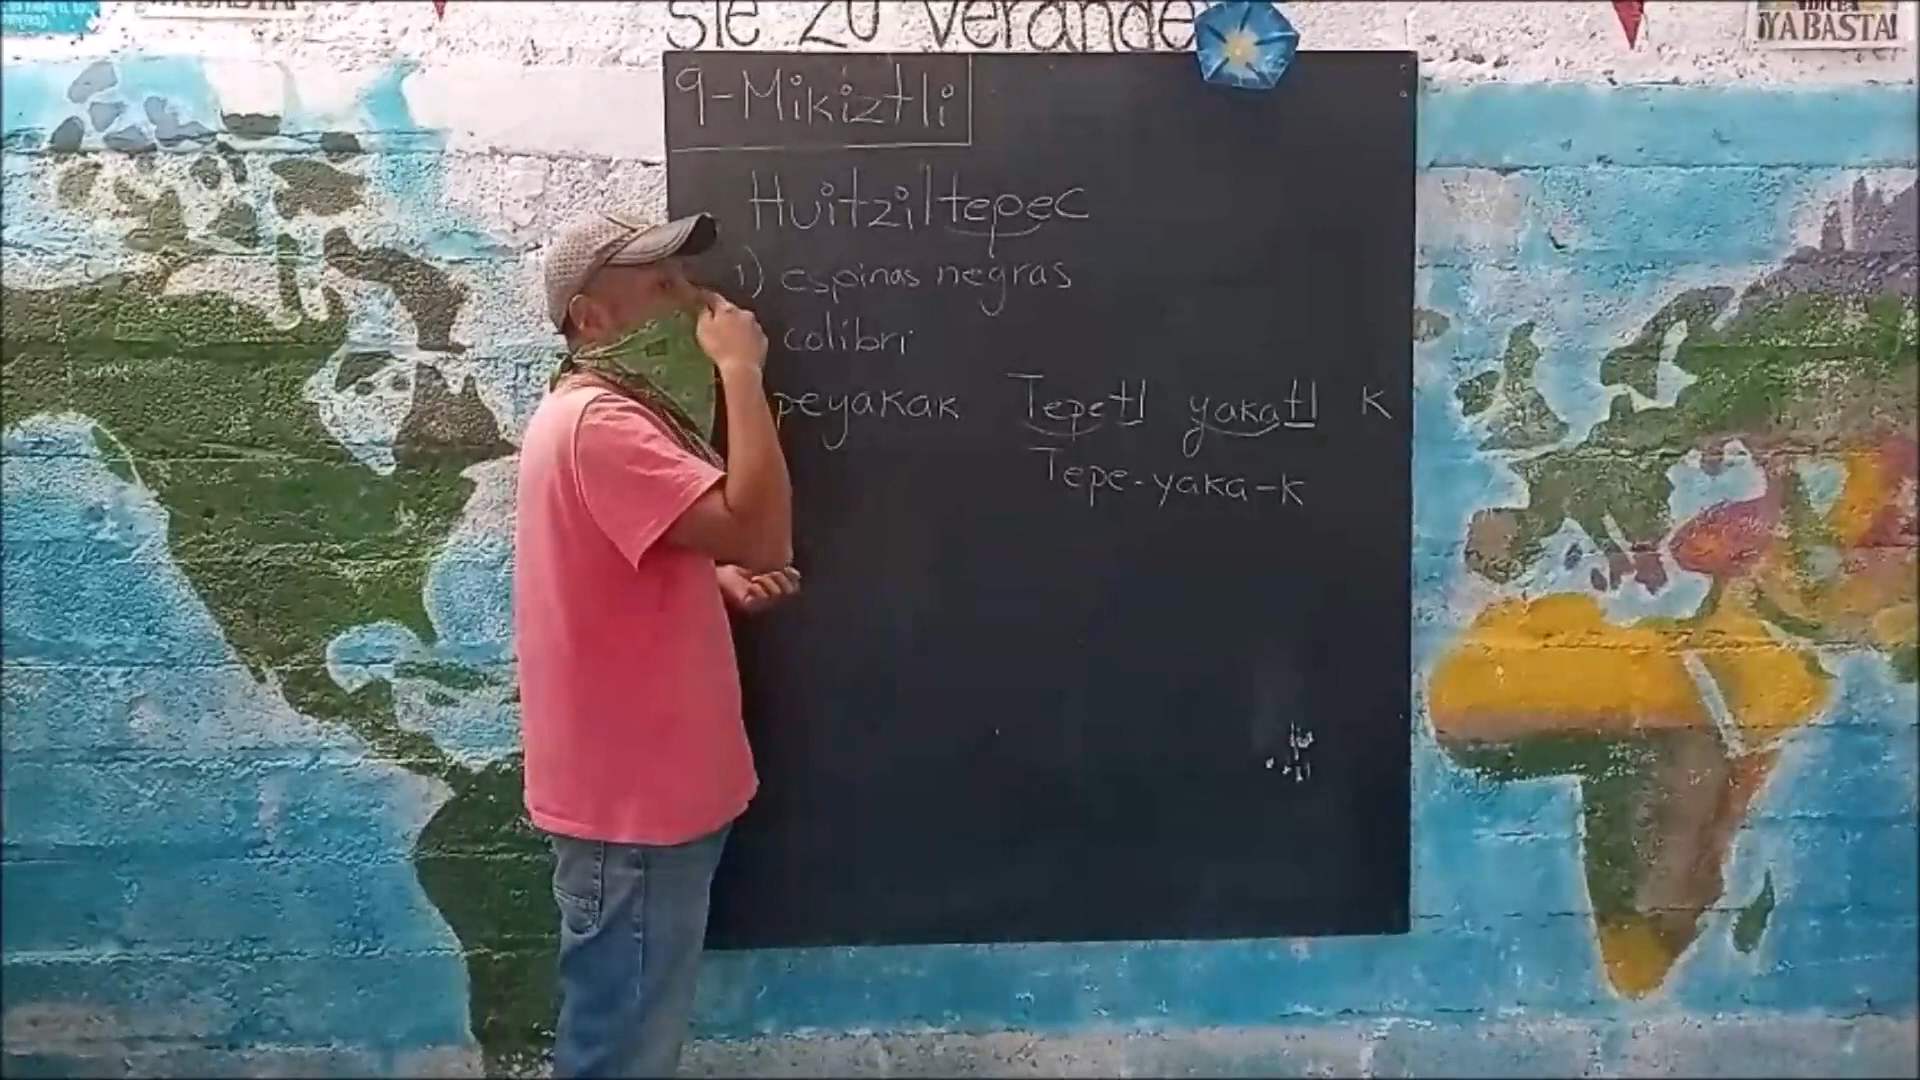 sie zu verände
¡YA BASTA!
9-Mikiztli
Huitziltepec
1) espinas negras
colibri
peyakak Tepetl yakatl K
Tepe-yaka-K